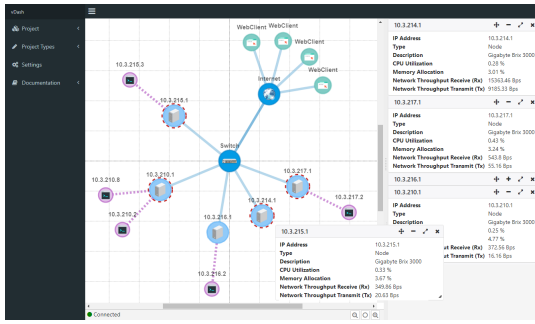 vDash
Project
Project Types
Settings
Documentation
WebClient
WebClient
WebClient
WebClient
Internet
Switch
10.3.218.3
10.3.218.1
10.3.210.8
10.3.210.1
10.3.210.2
10.3.217.1
10.3.217.2
10.3.214.1
10.3.216.1
10.3.216.2
Connected
10.3.214.1
IP Address 10.3.214.1
Type Node
Description Gigabyte Brix 3000
CPU Utilization 0.28 %
Memory Allocation 3.01 %
Network Throughput Receive (Rx) 15363.46 Bps
Network Throughput Transmit (Tx) 9185.33 Bps
10.3.217.1
IP Address 10.3.217.1
Type Node
Description Gigabyte Brix 3000
CPU Utilization 0.43 %
Memory Allocation 3.24 %
Network Throughput Receive (Rx) 543.8 Bps
Network Throughput Transmit (Tx) 55.16 Bps
10.3.216.1
10.3.210.1
IP Address 10.3.210.1
Type Node
Description Gigabyte Brix 3000
0.25 %
4.77 %
ut Receive (Rx) 372.56 Bps
ut Transmit (Tx) 16.16 Bps
10.3.215.1
IP Address 10.3.215.1
Type Node
Description Gigabyte Brix 3000
CPU Utilization 0.33 %
Memory Allocation 3.67 %
Network Throughput Receive (Rx) 349.86 Bps
Network Throughput Transmit (Tx) 20.63 Bps